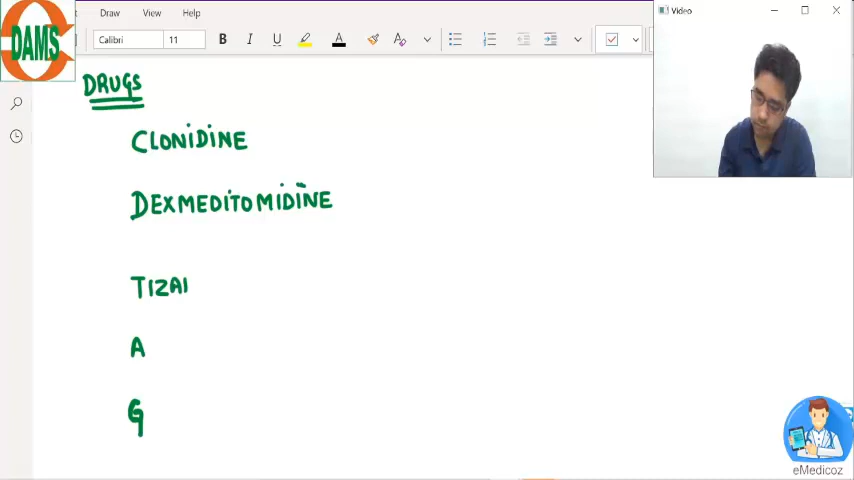 DAMS
Draw View Help
Video
Calibri 11 B I U A A
DRUGS
CLONIDINE
DEXMEDITOMIDINE
TIZAI
A
G
eMedicoz